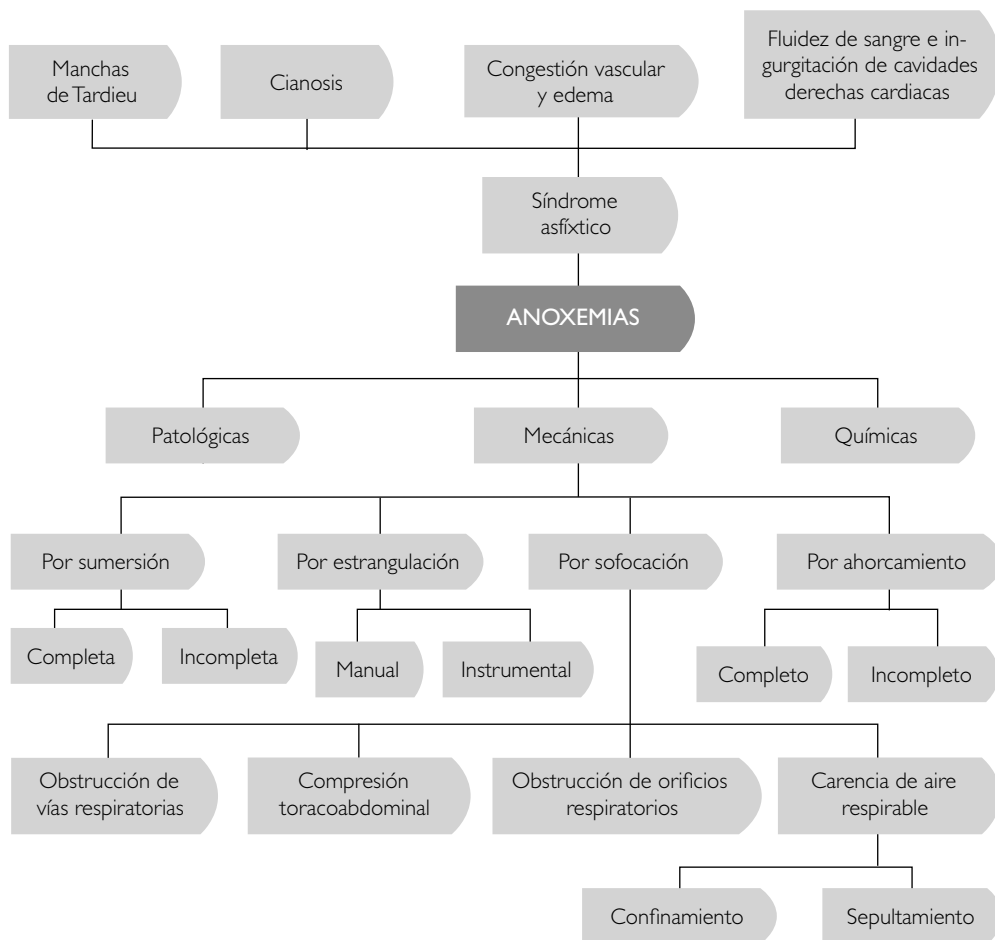 Manchas
de Tardieu
Cianosis
Congestión vascular
y edema
Fluidez de sangre e in-
gurgitación de cavidades
derechas cardiacas
Síndrome
asfíxtico
ANOXEMIAS
Patológicas
Mecánicas
Químicas
Por sumersión
Por estrangulación
Por sofocación
Por ahorcamiento
Completa
Incompleta
Manual
Instrumental
Completo
Incompleto
Obstrucción de
vías respiratorias
Compresión
toracoabdominal
Obstrucción de orificios
respiratorios
Carencia de aire
respirable
Confinamiento
Sepultamiento